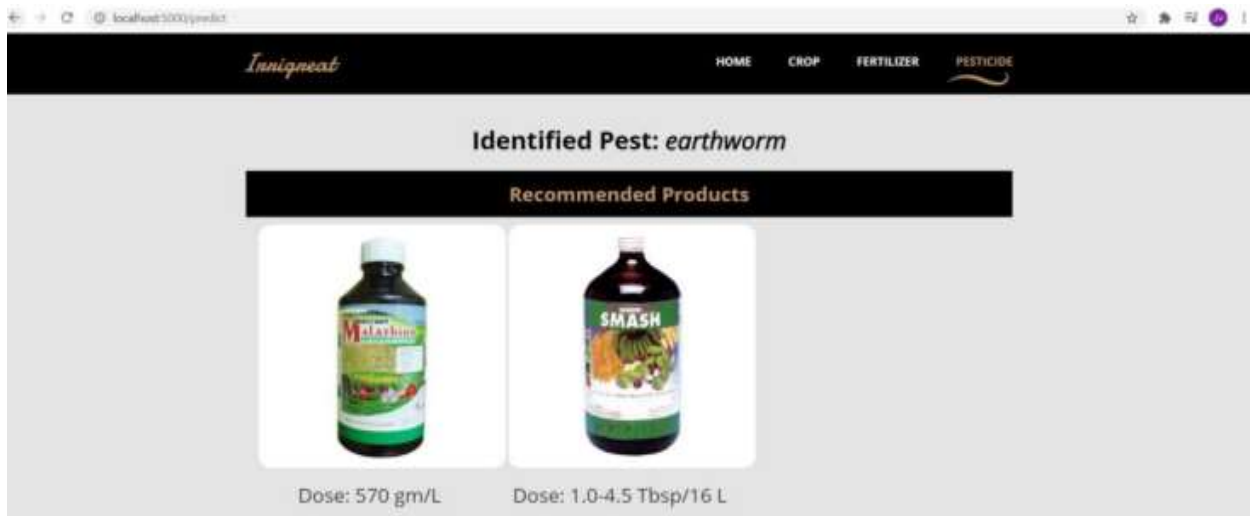 localhost:5000/predict
Innigneat
HOME CROP FERTILIZER PESTICIDE
Identified Pest: earthworm
Recommended Products
Malathion
SMASH
Dose: 570 gm/L
Dose: 1.0-4.5 Tbsp/16 L